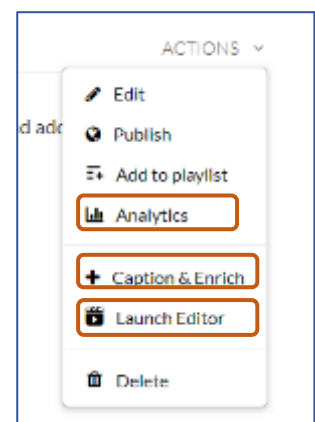 ACTIONS
d add
Edit
Publish
Add to playlist
Analytics
Caption & Enrich
Launch Editor
Delete